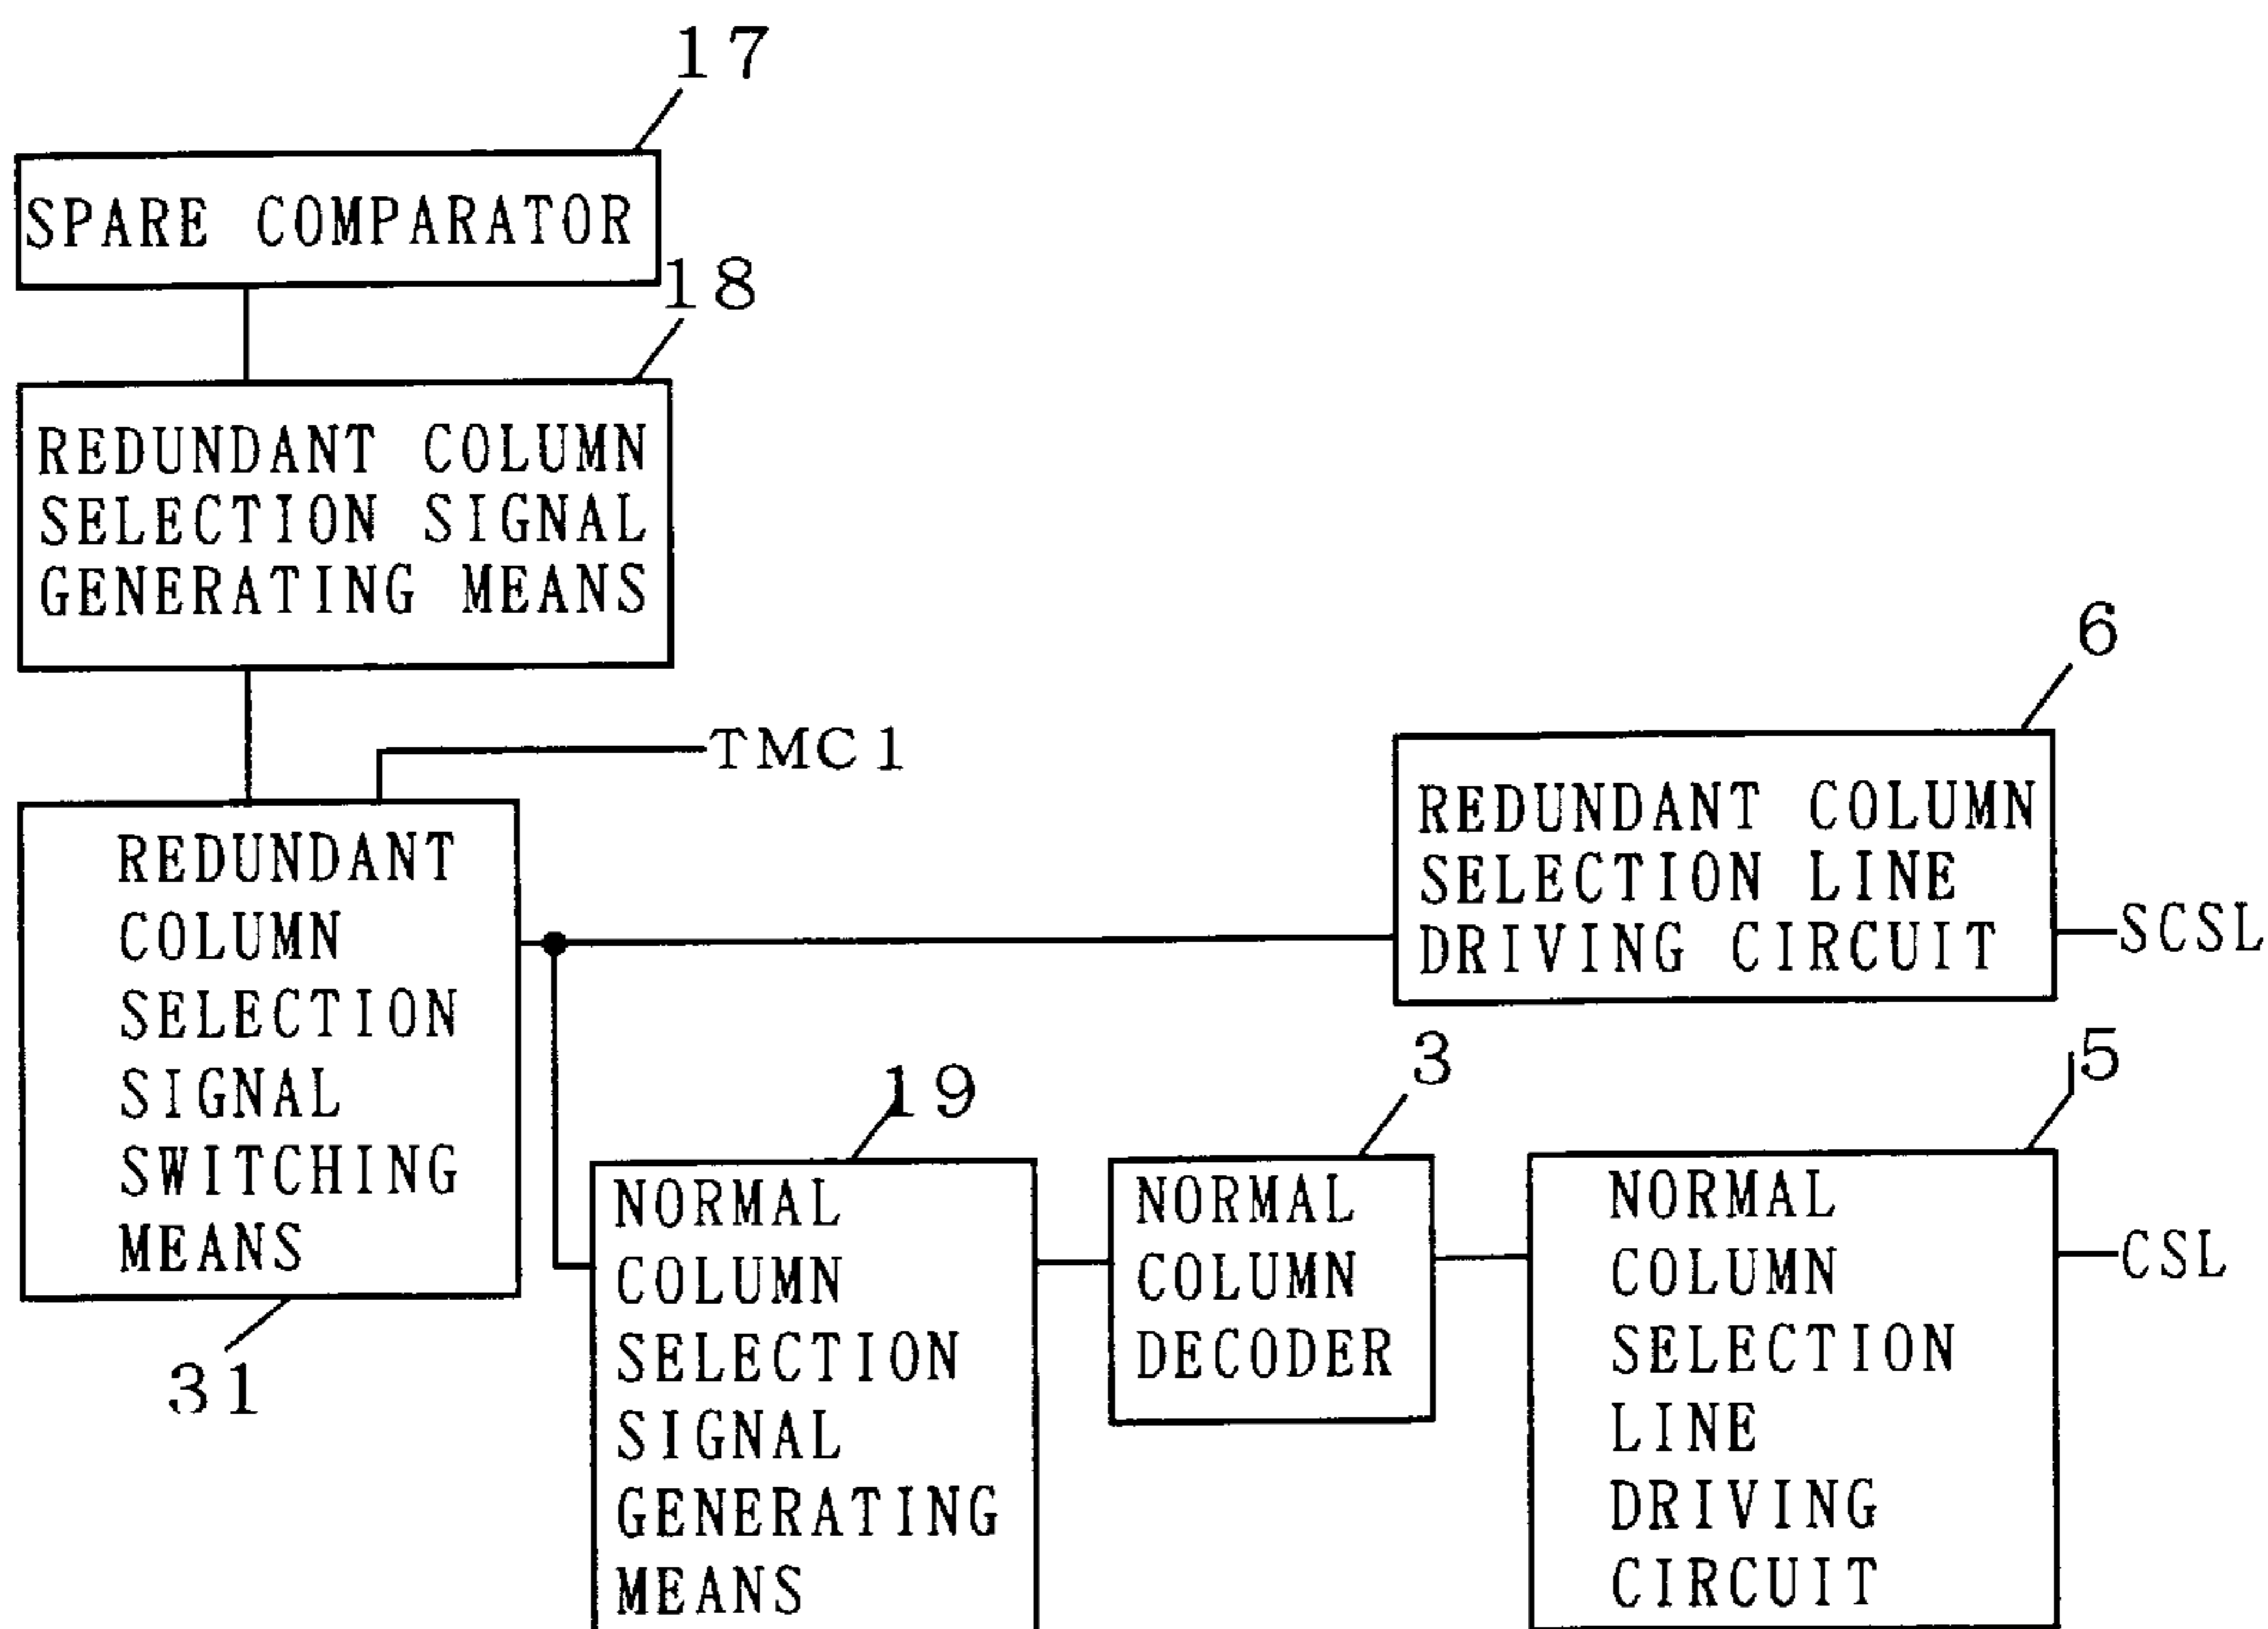 17
SPARE COMPARATOR
18
REDUNDANT COLUMN
SELECTION SIGNAL
GENERATING MEANS
TMC1
REDUNDANT
COLUMN
SELECTION
SIGNAL
SWITCHING
MEANS
31
6
REDUNDANT COLUMN
SELECTION LINE
DRIVING CIRCUIT
SCSL
19
NORMAL
COLUMN
SELECTION
SIGNAL
GENERATING
MEANS
3
NORMAL
COLUMN
DECODER
5
NORMAL
COLUMN
SELECTION
LINE
DRIVING
CIRCUIT
CSL